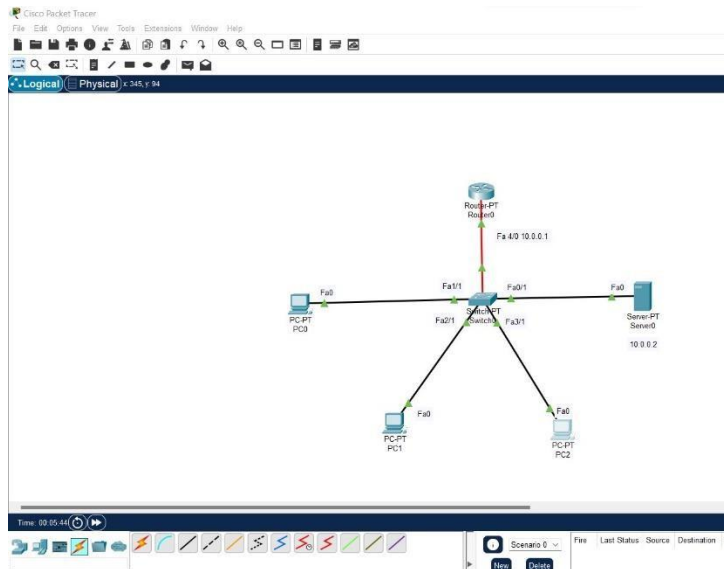 Cisco Packet Tracer
File Edit Options View Tools Extensions Window Help
Logical Physical x: 345, y: 94
Router-PT
Router0
Fa 4/0 10.0.0.1
Fa0
Fa1/1
Fa0/1
Fa0
PC-PT
PC0
Switch-PT
Switch0
Server-PT
Server0
Fa2/1
Fa3/1
10.0.0.2
Fa0
Fa0
PC-PT
PC1
PC-PT
PC2
Time: 00:05:44
Scenario 0
Fire Last Status Source Destination
New Delete